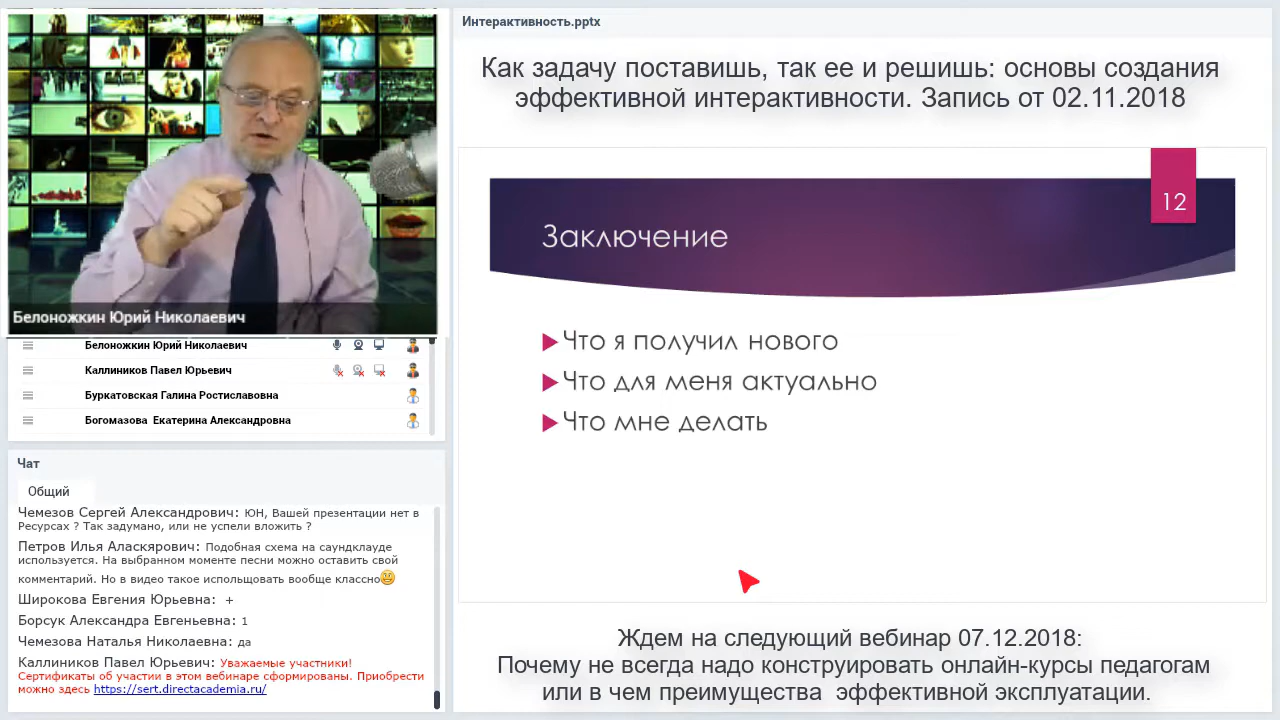 Интерактивность.pptx
Как задачу поставишь, так ее и решишь: основы создания
эффективной интерактивности. Запись от 02.11.2018
12
Заключение
Что я получил нового
Что для меня актуально
Что мне делать
Ждем на следующий вебинар 07.12.2018:
Почему не всегда надо конструировать онлайн-курсы педагогам
или в чем преимущества эффективной эксплуатации.
Белоножкин Юрий Николаевич
Белоножкин Юрий Николаевич
Каллиников Павел Юрьевич
Буркатовская Галина Ростиславовна
Богомазова Екатерина Александровна
Чат
Общий
Чемезов Сергей Александрович: ЮН, Вашей презентации нет в
Ресурсах ? Так задумано, или не успели вложить ?
Петров Илья Аласкярович: Подобная схема на саундклауде
используется. На выбранном моменте песни можно оставить свой
комментарий. Но в видео такое испольщовать вообще классно
Широкова Евгения Юрьевна: +
Борсук Александра Евгеньевна: 1
Чемезова Наталья Николаевна: да
Каллиников Павел Юрьевич: Уважаемые участники!
Сертификаты об участии в этом вебинаре сформированы. Приобрести
можно здесь https://sert.directacademia.ru/